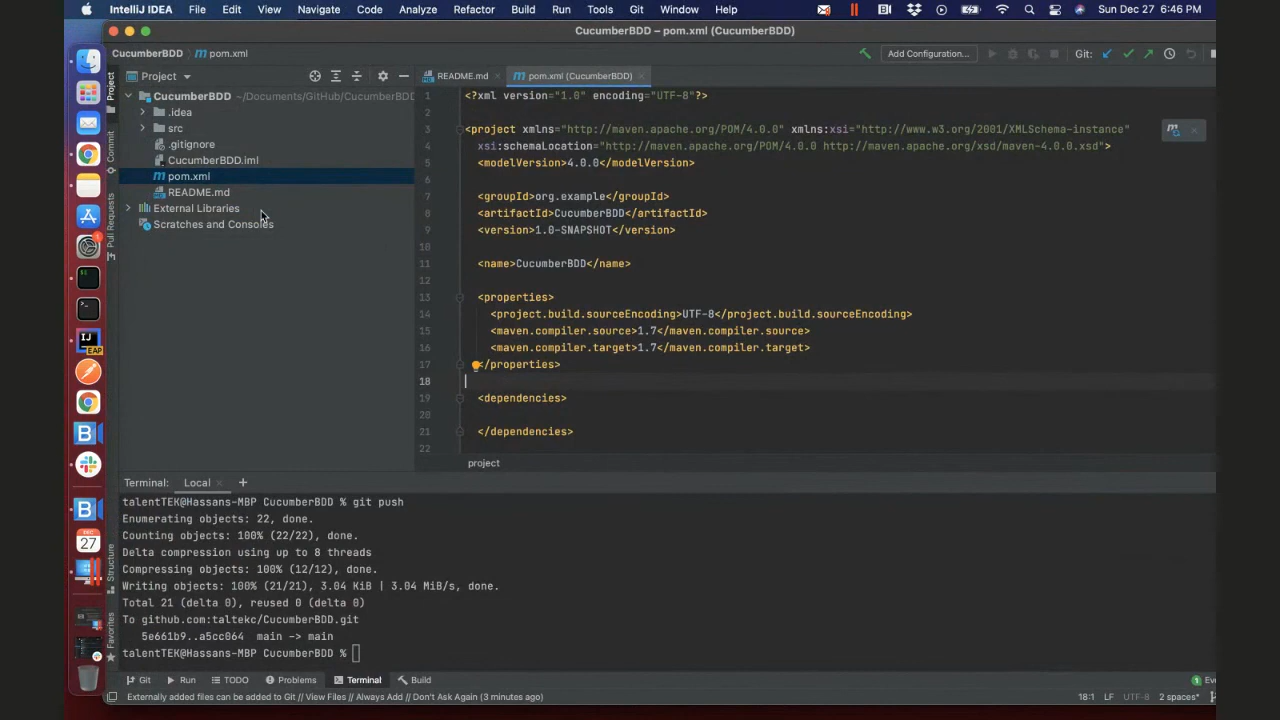 IntelliJ IDEA File Edit View Navigate Code Analyze Refactor Build Run Tools Git Window Help Sun Dec 27 6:46 PM
CucumberBDD – pom.xml (CucumberBDD)
CucumberBDD pom.xml Add Configuration... Git:
Project README.md pom.xml (CucumberBDD)
CucumberBDD ~/Documents/GitHub/CucumberBDD
.idea
src
.gitignore
CucumberBDD.iml
pom.xml
README.md
External Libraries
Scratches and Consoles
Project
Commit
Pull Requests
Structure
Favorites
1 <?xml version="1.0" encoding="UTF-8"?>
2
3 <project xmlns="http://maven.apache.org/POM/4.0.0" xmlns:xsi="http://www.w3.org/2001/XMLSchema-instance"
4 xsi:schemaLocation="http://maven.apache.org/POM/4.0.0 http://maven.apache.org/xsd/maven-4.0.0.xsd">
5 <modelVersion>4.0.0</modelVersion>
6
7 <groupId>org.example</groupId>
8 <artifactId>CucumberBDD</artifactId>
9 <version>1.0-SNAPSHOT</version>
10
11 <name>CucumberBDD</name>
12
13 <properties>
14 <project.build.sourceEncoding>UTF-8</project.build.sourceEncoding>
15 <maven.compiler.source>1.7</maven.compiler.source>
16 <maven.compiler.target>1.7</maven.compiler.target>
17 </properties>
18
19 <dependencies>
20
21 </dependencies>
22
project
Terminal: Local +
talentTEK@Hassans-MBP CucumberBDD % git push
Enumerating objects: 22, done.
Counting objects: 100% (22/22), done.
Delta compression using up to 8 threads
Compressing objects: 100% (12/12), done.
Writing objects: 100% (21/21), 3.04 KiB | 3.04 MiB/s, done.
Total 21 (delta 0), reused 0 (delta 0)
To github.com:taltekc/CucumberBDD.git
5e661b9..a5cc064 main -> main
talentTEK@Hassans-MBP CucumberBDD %
Git Run TODO Problems Terminal Build 1 Eve
Externally added files can be added to Git // View Files // Always Add // Don't Ask Again (3 minutes ago) 18:1 LF UTF-8 2 spaces*
IJ
EAP
27